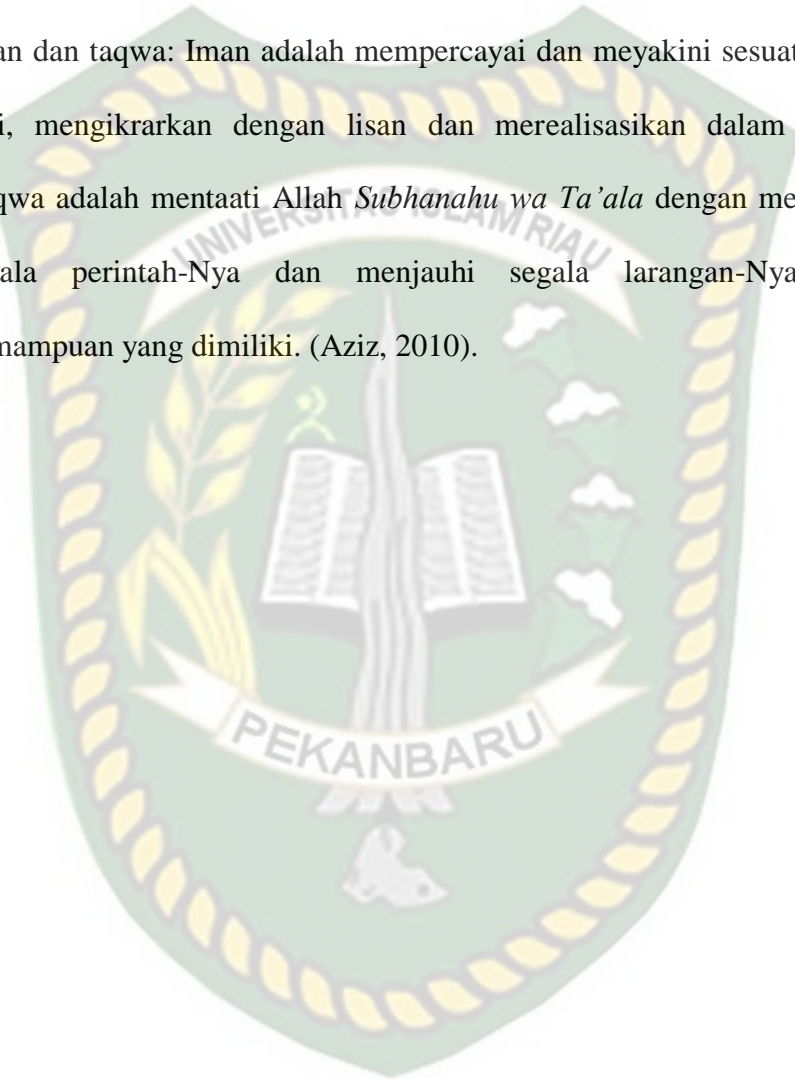 an dan taqwa: Iman adalah mempercayai dan meyakini sesuat
i, mengikrarkan dengan lisan dan merealisasikan dalam
qwa adalah mentaati Allah Subhanahu wa Ta’ala dengan me
UNIVERSITAS ISLAM RIAU
ala perintah-Nya dan menjauhi segala larangan-Nya
mampuan yang dimiliki. (Aziz, 2010).
PEKANBARU